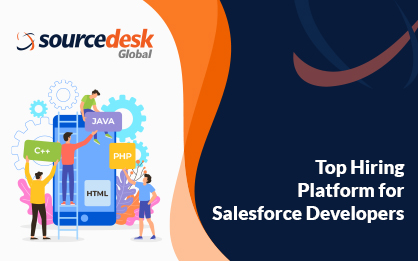 sourcedesk
Global
JAVA
C++
PHP
HTML
Top Hiring
Platform for
Salesforce Developers